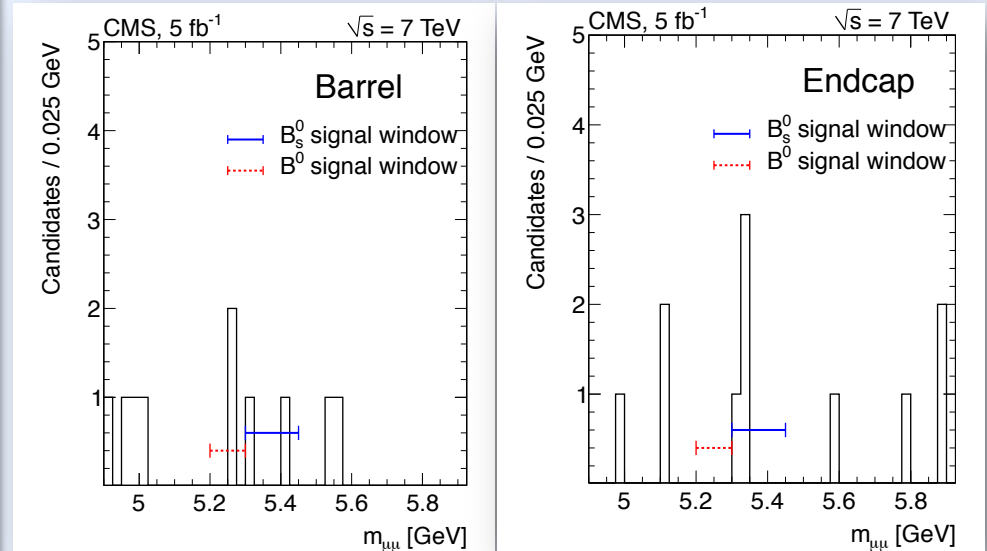 CMS, 5 fb⁻¹ √s = 7 TeV
Candidates / 0.025 GeV
Barrel
B⁰ₛ signal window
B⁰ signal window
5
4
3
2
1
5 5.2 5.4 5.6 5.8
m_μμ [GeV]
CMS, 5 fb⁻¹ √s = 7 TeV
Candidates / 0.025 GeV
Endcap
B⁰ₛ signal window
B⁰ signal window
5
4
3
2
1
5 5.2 5.4 5.6 5.8
m_μμ [GeV]